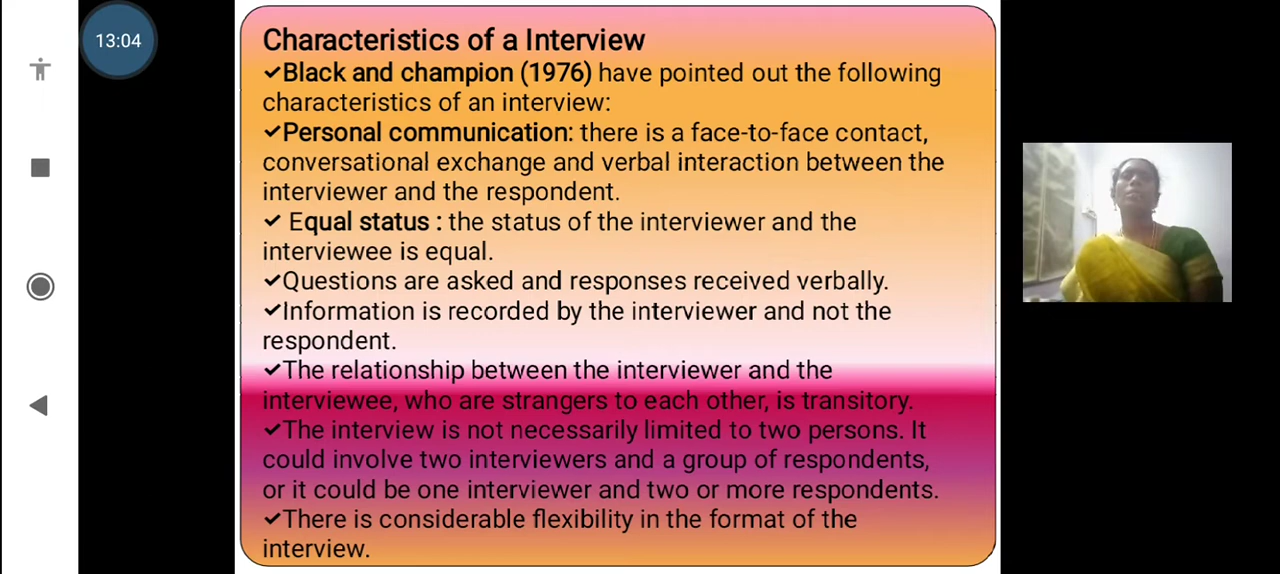 13:04
Characteristics of a Interview
✔Black and champion (1976) have pointed out the following
characteristics of an interview:
✔Personal communication: there is a face-to-face contact,
conversational exchange and verbal interaction between the
interviewer and the respondent.
✔ Equal status : the status of the interviewer and the
interviewee is equal.
✔Questions are asked and responses received verbally.
✔Information is recorded by the interviewer and not the
respondent.
✔The relationship between the interviewer and the
interviewee, who are strangers to each other, is transitory.
✔The interview is not necessarily limited to two persons. It
could involve two interviewers and a group of respondents,
or it could be one interviewer and two or more respondents.
✔There is considerable flexibility in the format of the
interview.